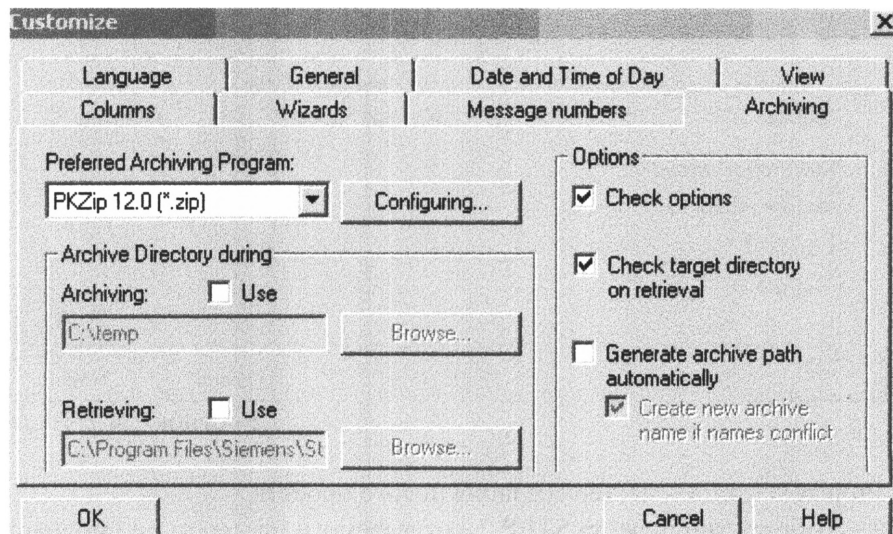 Customize
Language General Date and Time of Day View
Columns Wizards Message numbers Archiving
Preferred Archiving Program:
PKZip 12.0 (*.zip) Configuring...
Archive Directory during
Archiving: Use
C:\temp Browse...
Retrieving: Use
C:\Program Files\Siemens\St Browse...
Options
Check options
Check target directory
on retrieval
Generate archive path
automatically
Create new archive
name if names conflict
OK Cancel Help